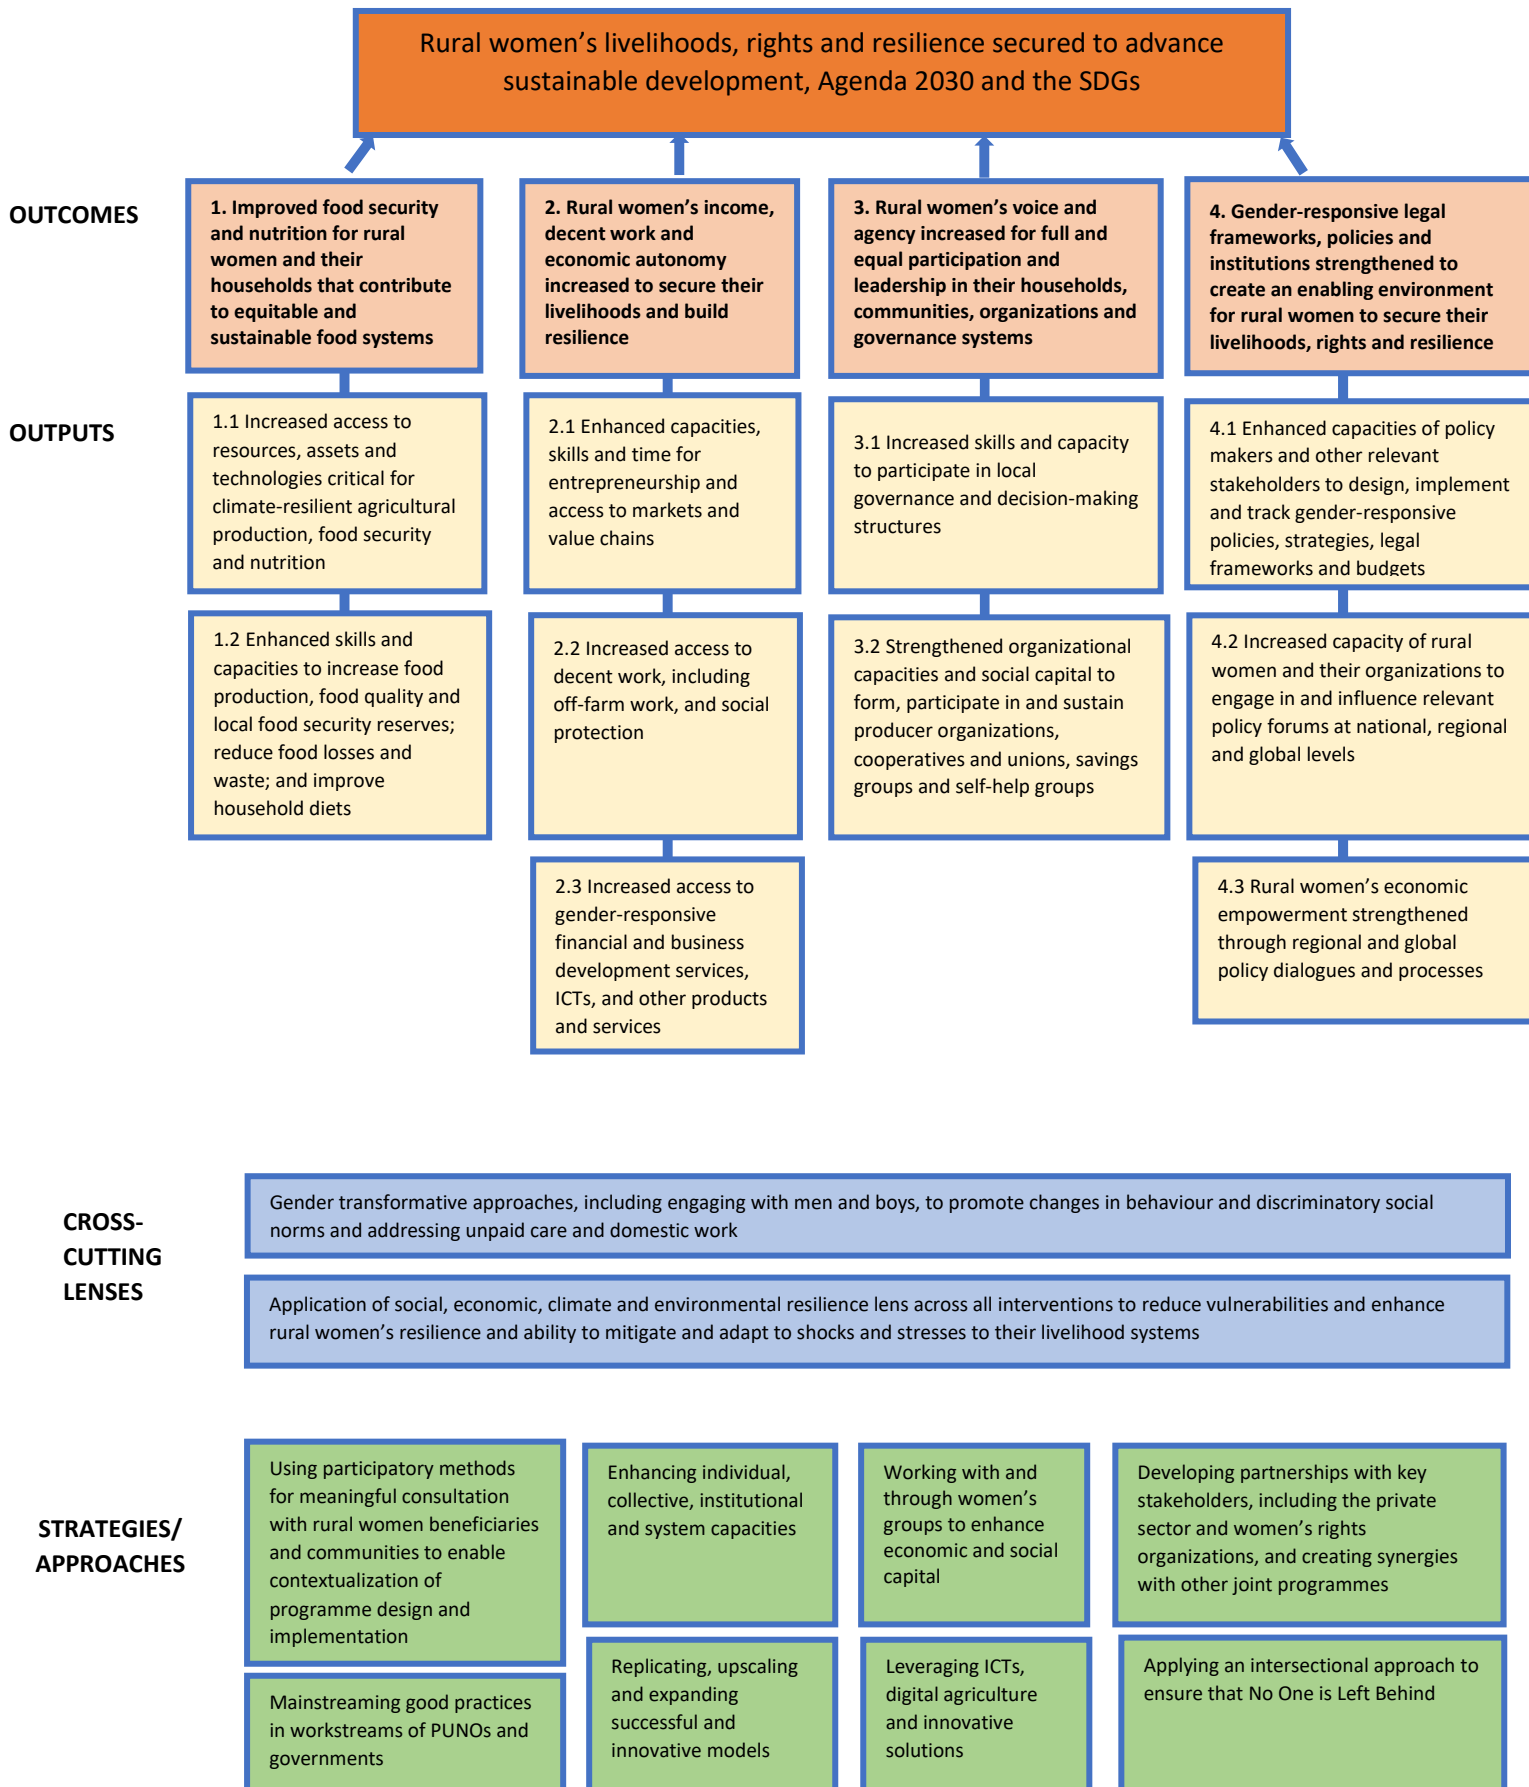 Rural women’s livelihoods, rights and resilience secured to advance
sustainable development, Agenda 2030 and the SDGs
OUTCOMES
1. Improved food security
and nutrition for rural
women and their
households that contribute
to equitable and
sustainable food systems
2. Rural women’s income,
decent work and
economic autonomy
increased to secure their
livelihoods and build
resilience
3. Rural women’s voice and
agency increased for full and
equal participation and
leadership in their households,
communities, organizations and
governance systems
4. Gender-responsive legal
frameworks, policies and
institutions strengthened to
create an enabling environment
for rural women to secure their
livelihoods, rights and resilience
OUTPUTS
1.1 Increased access to
resources, assets and
technologies critical for
climate-resilient agricultural
production, food security
and nutrition
2.1 Enhanced capacities,
skills and time for
entrepreneurship and
access to markets and
value chains
3.1 Increased skills and capacity
to participate in local
governance and decision-making
structures
4.1 Enhanced capacities of policy
makers and other relevant
stakeholders to design, implement
and track gender-responsive
policies, strategies, legal
frameworks and budgets
1.2 Enhanced skills and
capacities to increase food
production, food quality and
local food security reserves;
reduce food losses and
waste; and improve
household diets
2.2 Increased access to
decent work, including
off-farm work, and social
protection
3.2 Strengthened organizational
capacities and social capital to
form, participate in and sustain
producer organizations,
cooperatives and unions, savings
groups and self-help groups
4.2 Increased capacity of rural
women and their organizations to
engage in and influence relevant
policy forums at national, regional
and global levels
2.3 Increased access to
gender-responsive
financial and business
development services,
ICTs, and other products
and services
4.3 Rural women’s economic
empowerment strengthened
through regional and global
policy dialogues and processes
CROSS-
CUTTING
LENSES
Gender transformative approaches, including engaging with men and boys, to promote changes in behaviour and discriminatory social
norms and addressing unpaid care and domestic work
Application of social, economic, climate and environmental resilience lens across all interventions to reduce vulnerabilities and enhance
rural women’s resilience and ability to mitigate and adapt to shocks and stresses to their livelihood systems
STRATEGIES/
APPROACHES
Using participatory methods
for meaningful consultation
with rural women beneficiaries
and communities to enable
contextualization of
programme design and
implementation
Enhancing individual,
collective, institutional
and system capacities
Working with and
through women’s
groups to enhance
economic and social
capital
Developing partnerships with key
stakeholders, including the private
sector and women’s rights
organizations, and creating synergies
with other joint programmes
Mainstreaming good practices
in workstreams of PUNOs and
governments
Replicating, upscaling
and expanding
successful and
innovative models
Leveraging ICTs,
digital agriculture
and innovative
solutions
Applying an intersectional approach to
ensure that No One is Left Behind